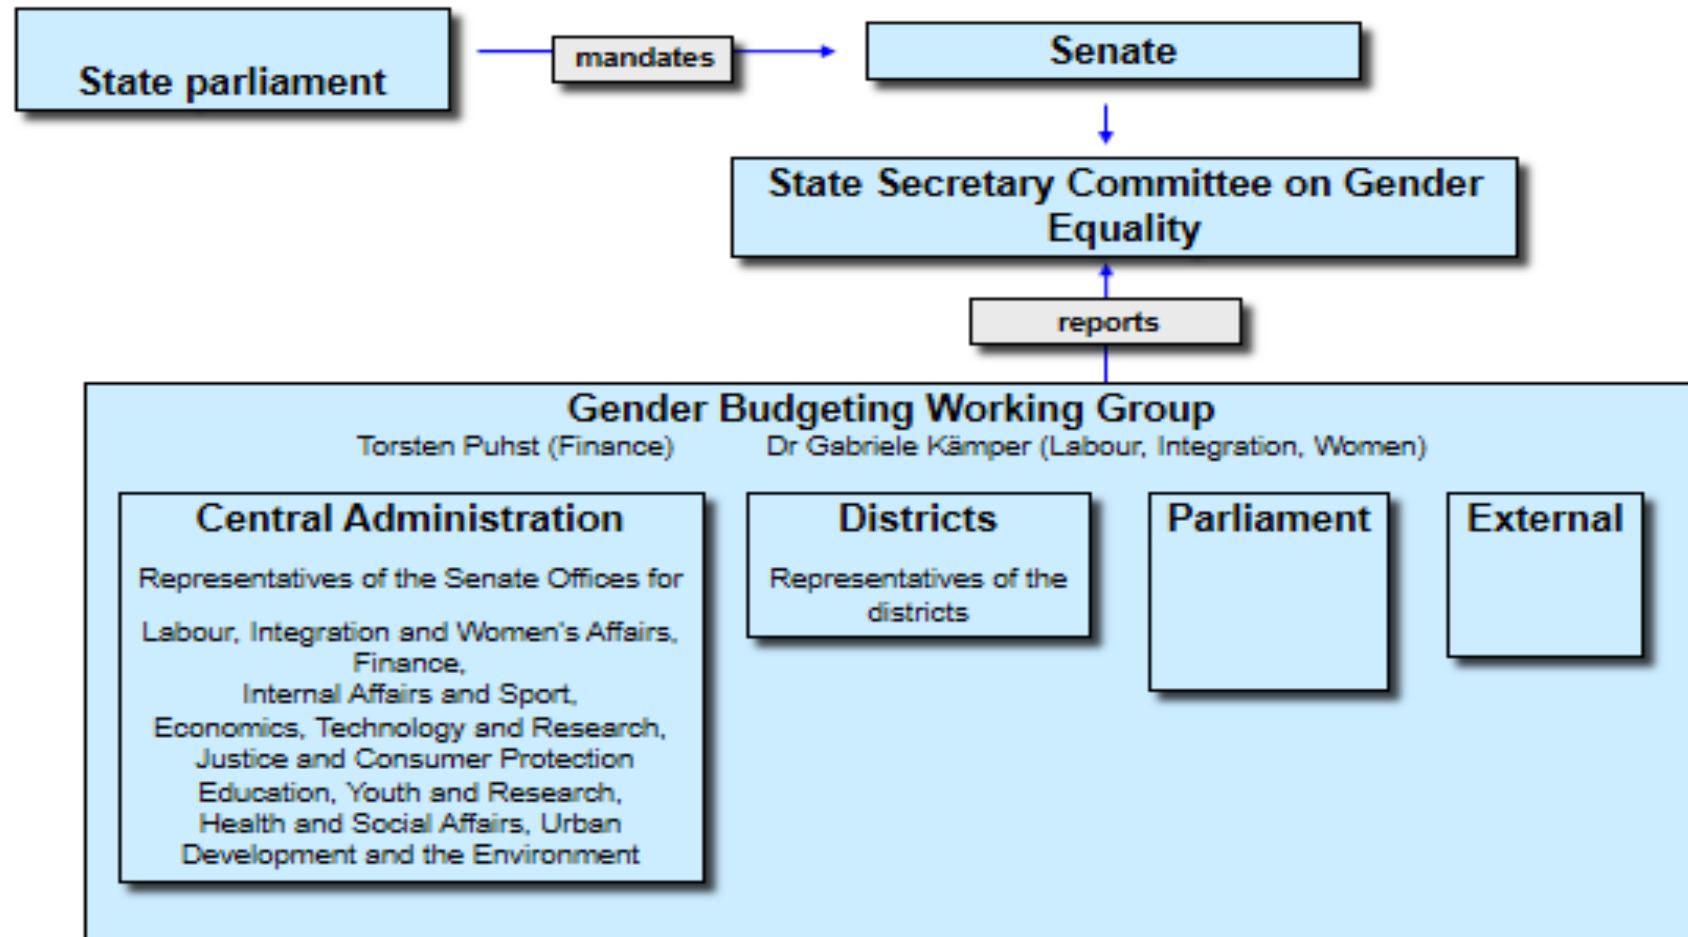 State parliament
mandates
Senate
State Secretary Committee on Gender
Equality
reports
Gender Budgeting Working Group
Torsten Puhst (Finance) Dr Gabriele Kämper (Labour, Integration, Women)
Central Administration
Representatives of the Senate Offices for
Labour, Integration and Women's Affairs,
Finance,
Internal Affairs and Sport,
Economics, Technology and Research,
Justice and Consumer Protection
Education, Youth and Research,
Health and Social Affairs, Urban
Development and the Environment
Districts
Representatives of the
districts
Parliament
External